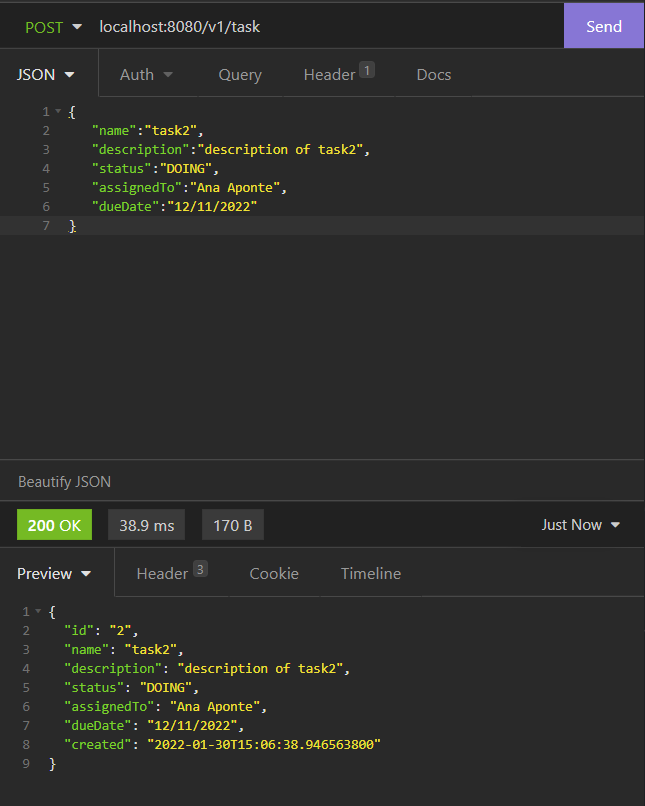 POST localhost:8080/v1/task Send
JSON Auth Query Header 1 Docs
1 {
2 "name":"task2",
3 "description":"description of task2",
4 "status":"DOING",
5 "assignedTo":"Ana Aponte",
6 "dueDate":"12/11/2022"
7 }
Beautify JSON
200 OK 38.9 ms 170 B Just Now
Preview Header 3 Cookie Timeline
1 {
2 "id": "2",
3 "name": "task2",
4 "description": "description of task2",
5 "status": "DOING",
6 "assignedTo": "Ana Aponte",
7 "dueDate": "12/11/2022",
8 "created": "2022-01-30T15:06:38.946563800"
9 }